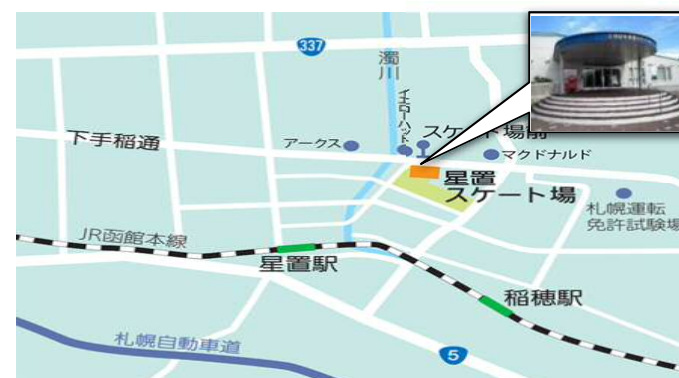 337
濁川
イエローハット
下手稲通
アークス
スケート場前
マクドナルド
星置
スケート場
札幌運転
免許試験場
JR函館本線
星置駅
稲穂駅
札幌自動車道
5